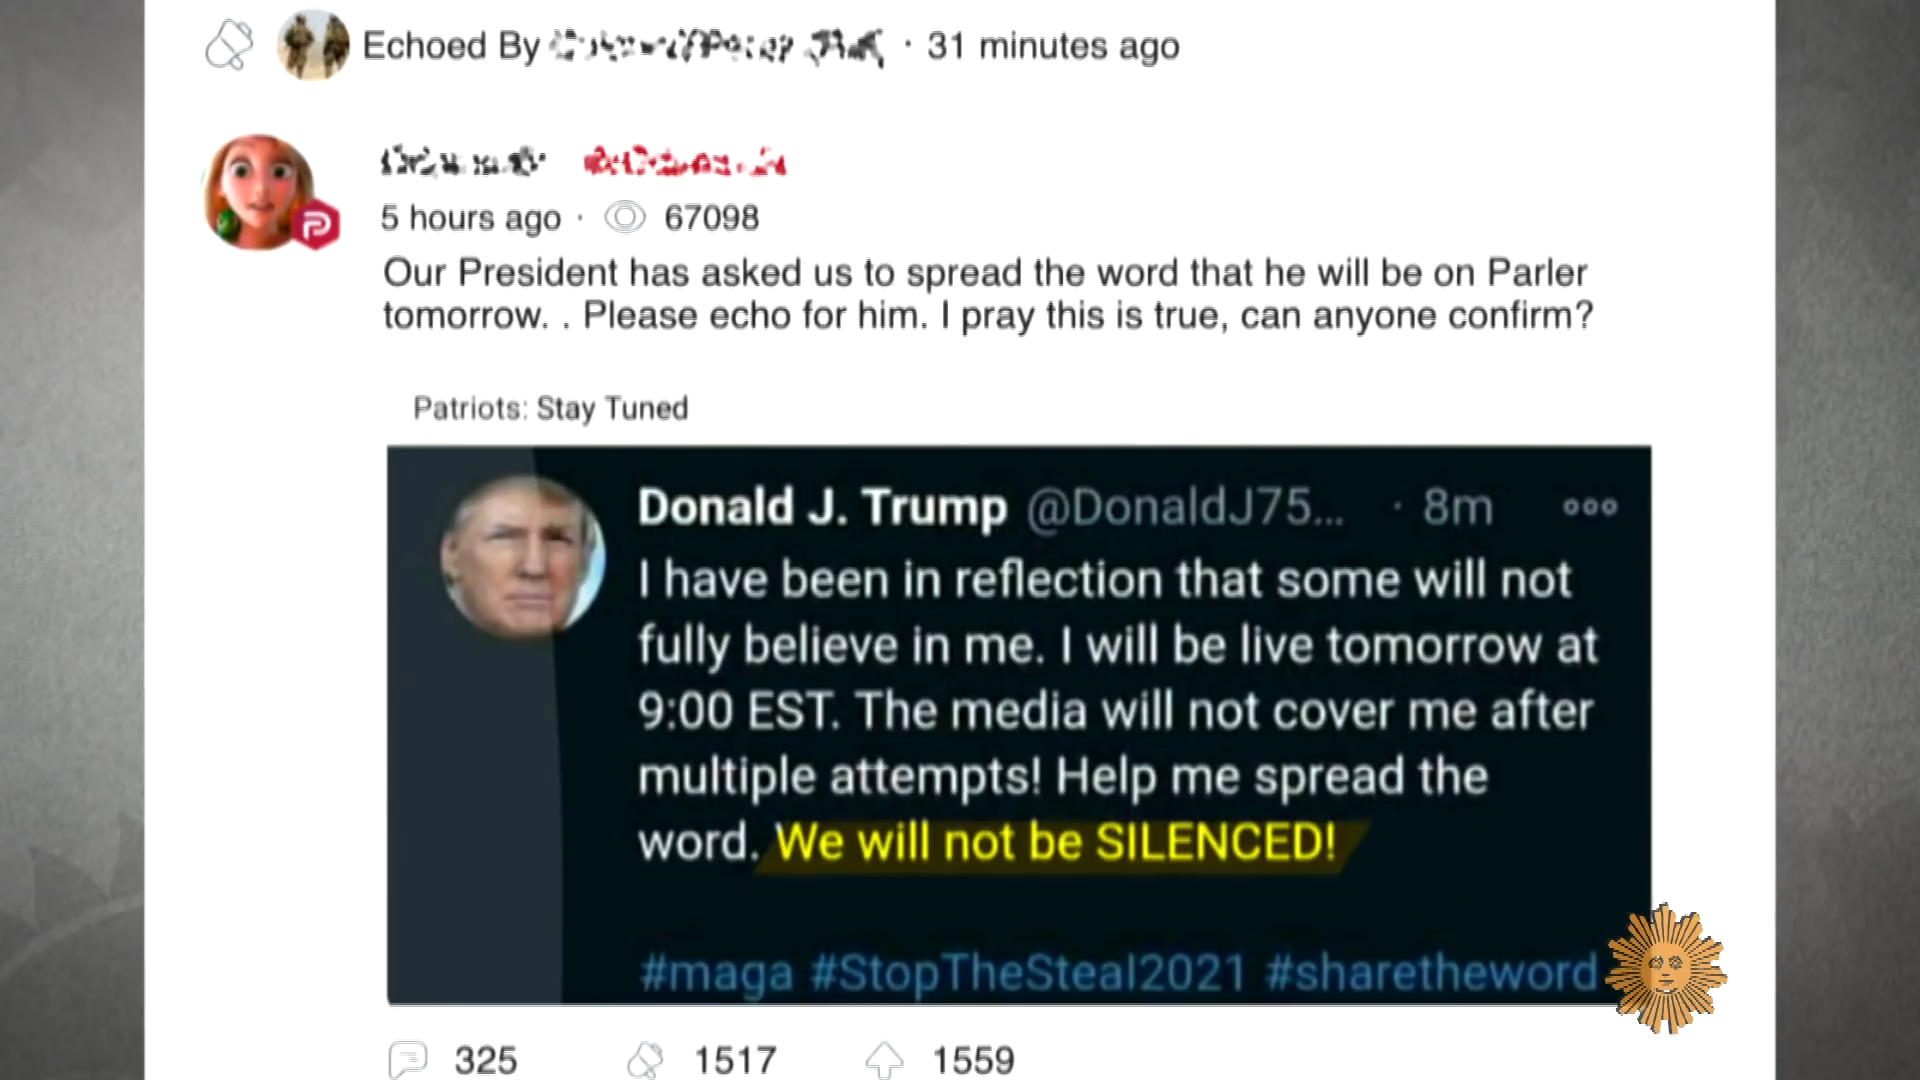 Echoed By · 31 minutes ago
5 hours ago · 67098
Our President has asked us to spread the word that he will be on Parler
tomorrow. . Please echo for him. I pray this is true, can anyone confirm?
Patriots: Stay Tuned
Donald J. Trump @DonaldJ75... · 8m
I have been in reflection that some will not
fully believe in me. I will be live tomorrow at
9:00 EST. The media will not cover me after
multiple attempts! Help me spread the
word. We will not be SILENCED!
#maga #StopTheSteal2021 #sharetheword
325 1517 1559